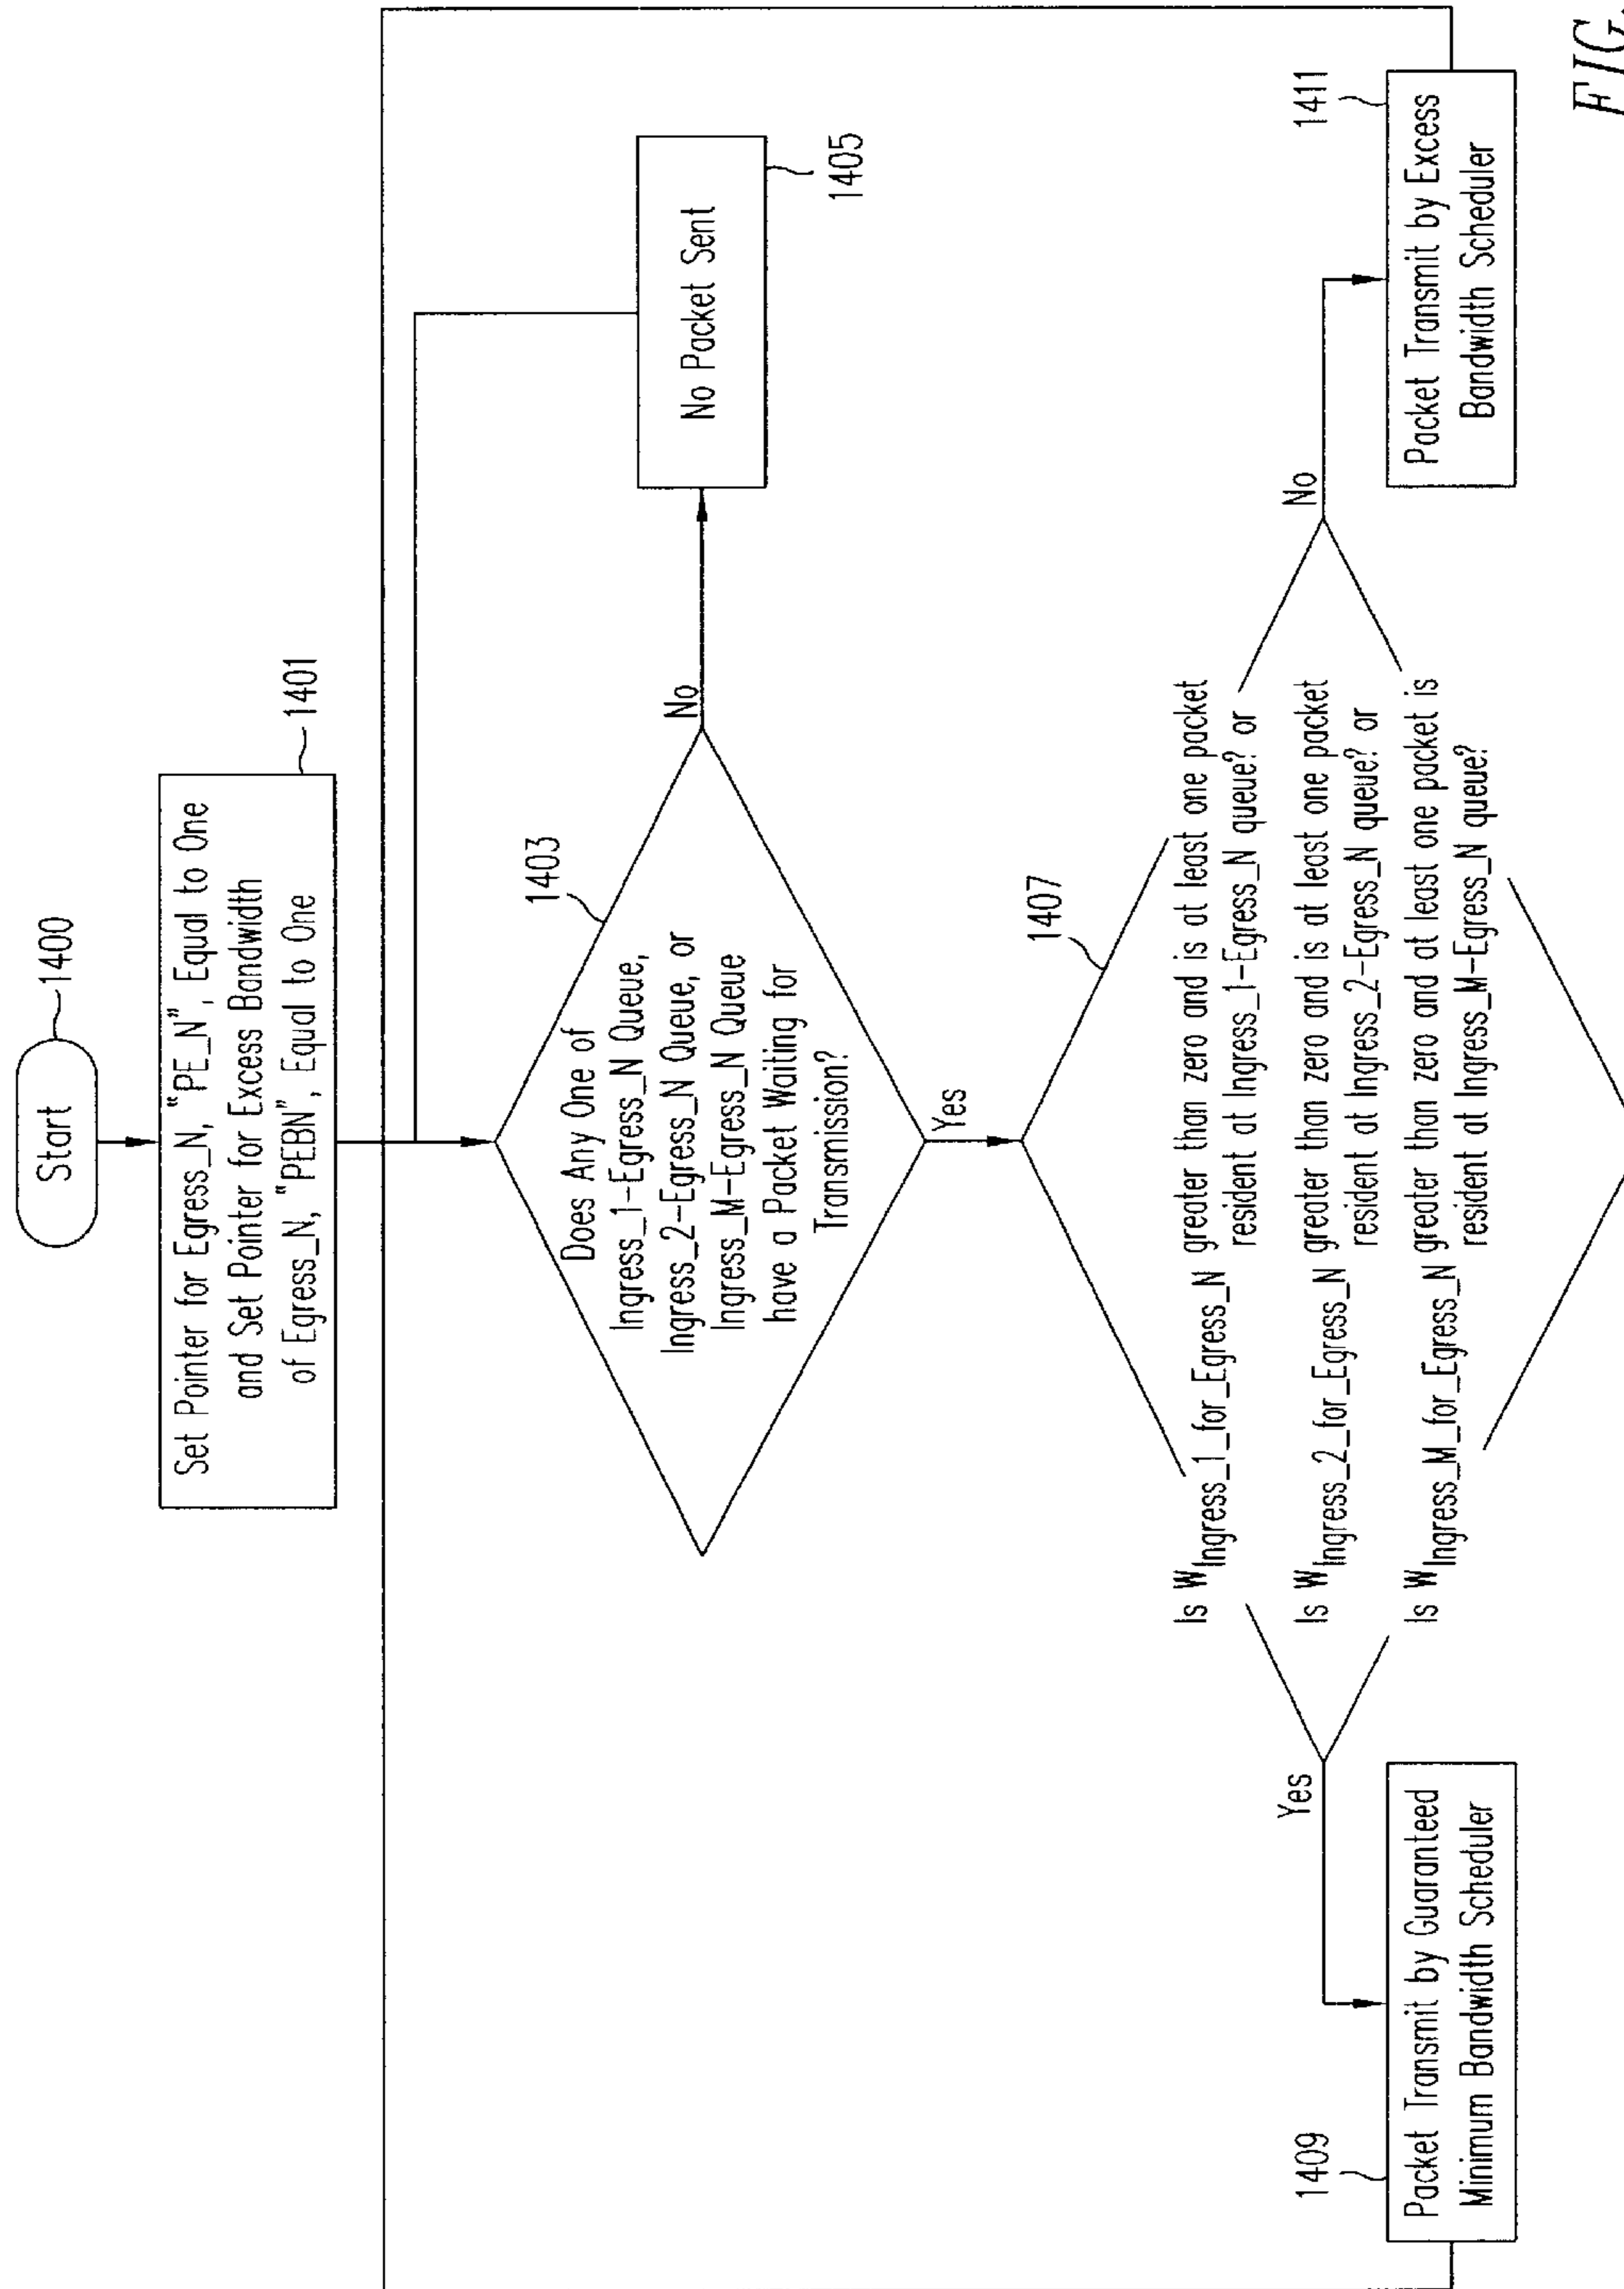 Start
1400
Set Pointer for Egress_N, "PE_N", Equal to One
and Set Pointer for Excess Bandwidth
of Egress_N, "PEBN", Equal to One
1401
Does Any One of
Ingress_1-Egress_N Queue,
Ingress_2-Egress_N Queue, or
Ingress_M-Egress_N Queue
have a Packet Waiting for
Transmission?
1403
No
No Packet Sent
1405
Yes
1407
Is WIngress_1_for_Egress_N greater than zero and is at least one packet
resident at Ingress_1-Egress_N queue? or
Is WIngress_2_for_Egress_N greater than zero and is at least one packet
resident at Ingress_2-Egress_N queue? or
Is WIngress_M_for_Egress_N greater than zero and at least one packet is
resident at Ingress_M-Egress_N queue?
Yes
No
1409
Packet Transmit by Guaranteed
Minimum Bandwidth Scheduler
1411
Packet Transmit by Excess
Bandwidth Scheduler
FIG.